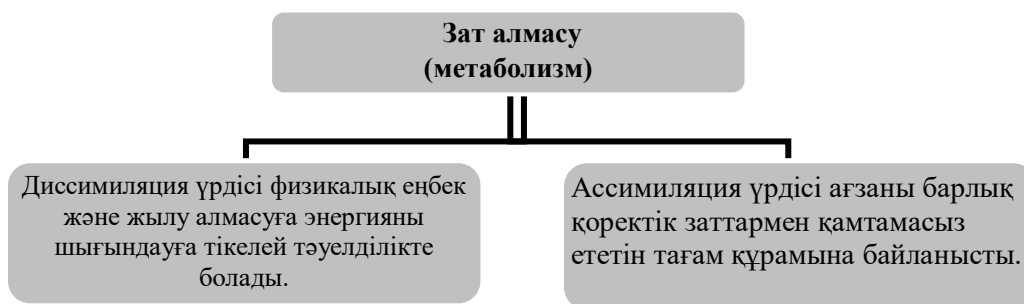 Зат алмасу
(метаболизм)
Диссимиляция үрдісі физикалық еңбек
және жылу алмасуға энергияны
шығындауға тікелей тәуелділікте
болады.
Ассимиляция үрдісі ағзаны барлық
қоректік заттармен қамтамасыз
ететін тағам құрамына байланысты.